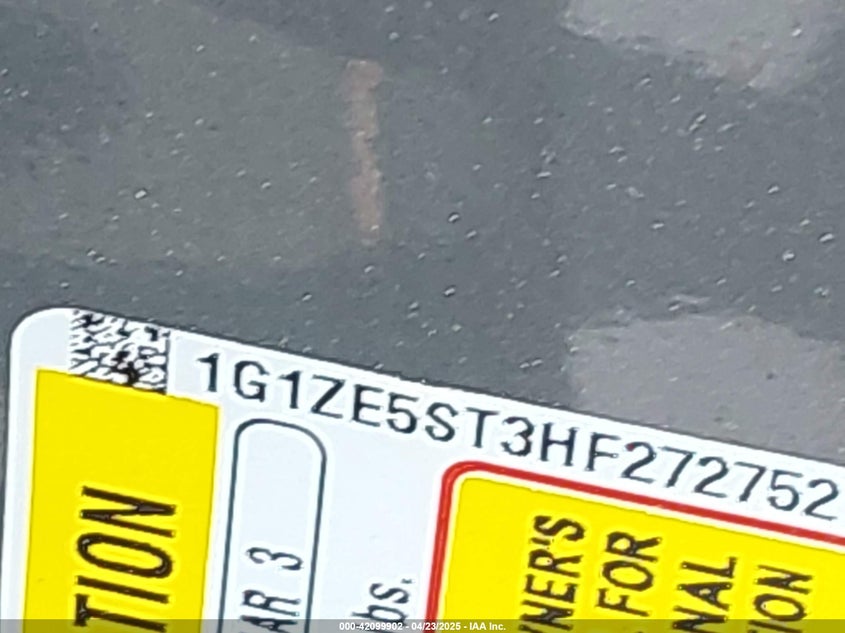 1G1ZE5ST3HF272752
TION
AR 3
bs.
NER'S
FOR
NAL
ION
000-42099902 - 04/23/2025 - IAA Inc.